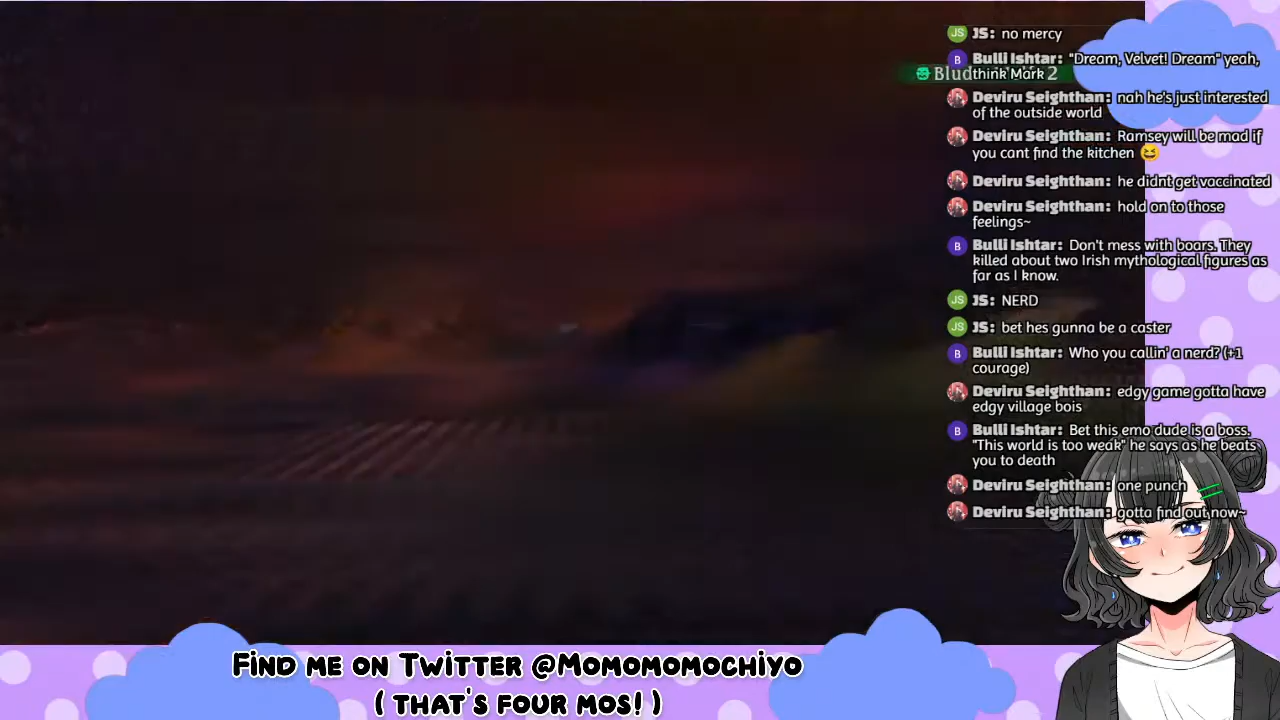 JS JS: no mercy
B Bulli Ishtar: "Dream, Velvet! Dream" yeah,
think Mark 2
Deviru Seighthan: nah he's just interested
of the outside world
Deviru Seighthan: Ramsey will be mad if
you cant find the kitchen 😆
Deviru Seighthan: he didnt get vaccinated
Deviru Seighthan: hold on to those
feelings~
B Bulli Ishtar: Don't mess with boars. They
killed about two Irish mythological figures as
far as I know.
JS JS: NERD
JS JS: bet hes gunna be a caster
B Bulli Ishtar: Who you callin' a nerd? (+1
courage)
Deviru Seighthan: edgy game gotta have
edgy village bois
B Bulli Ishtar: Bet this emo dude is a boss.
"This world is too weak" he says as he beats
you to death
Deviru Seighthan: one punch
Deviru Seighthan: gotta find out now~
Find me on Twitter @Momomomochiyo
( that's four mos! )